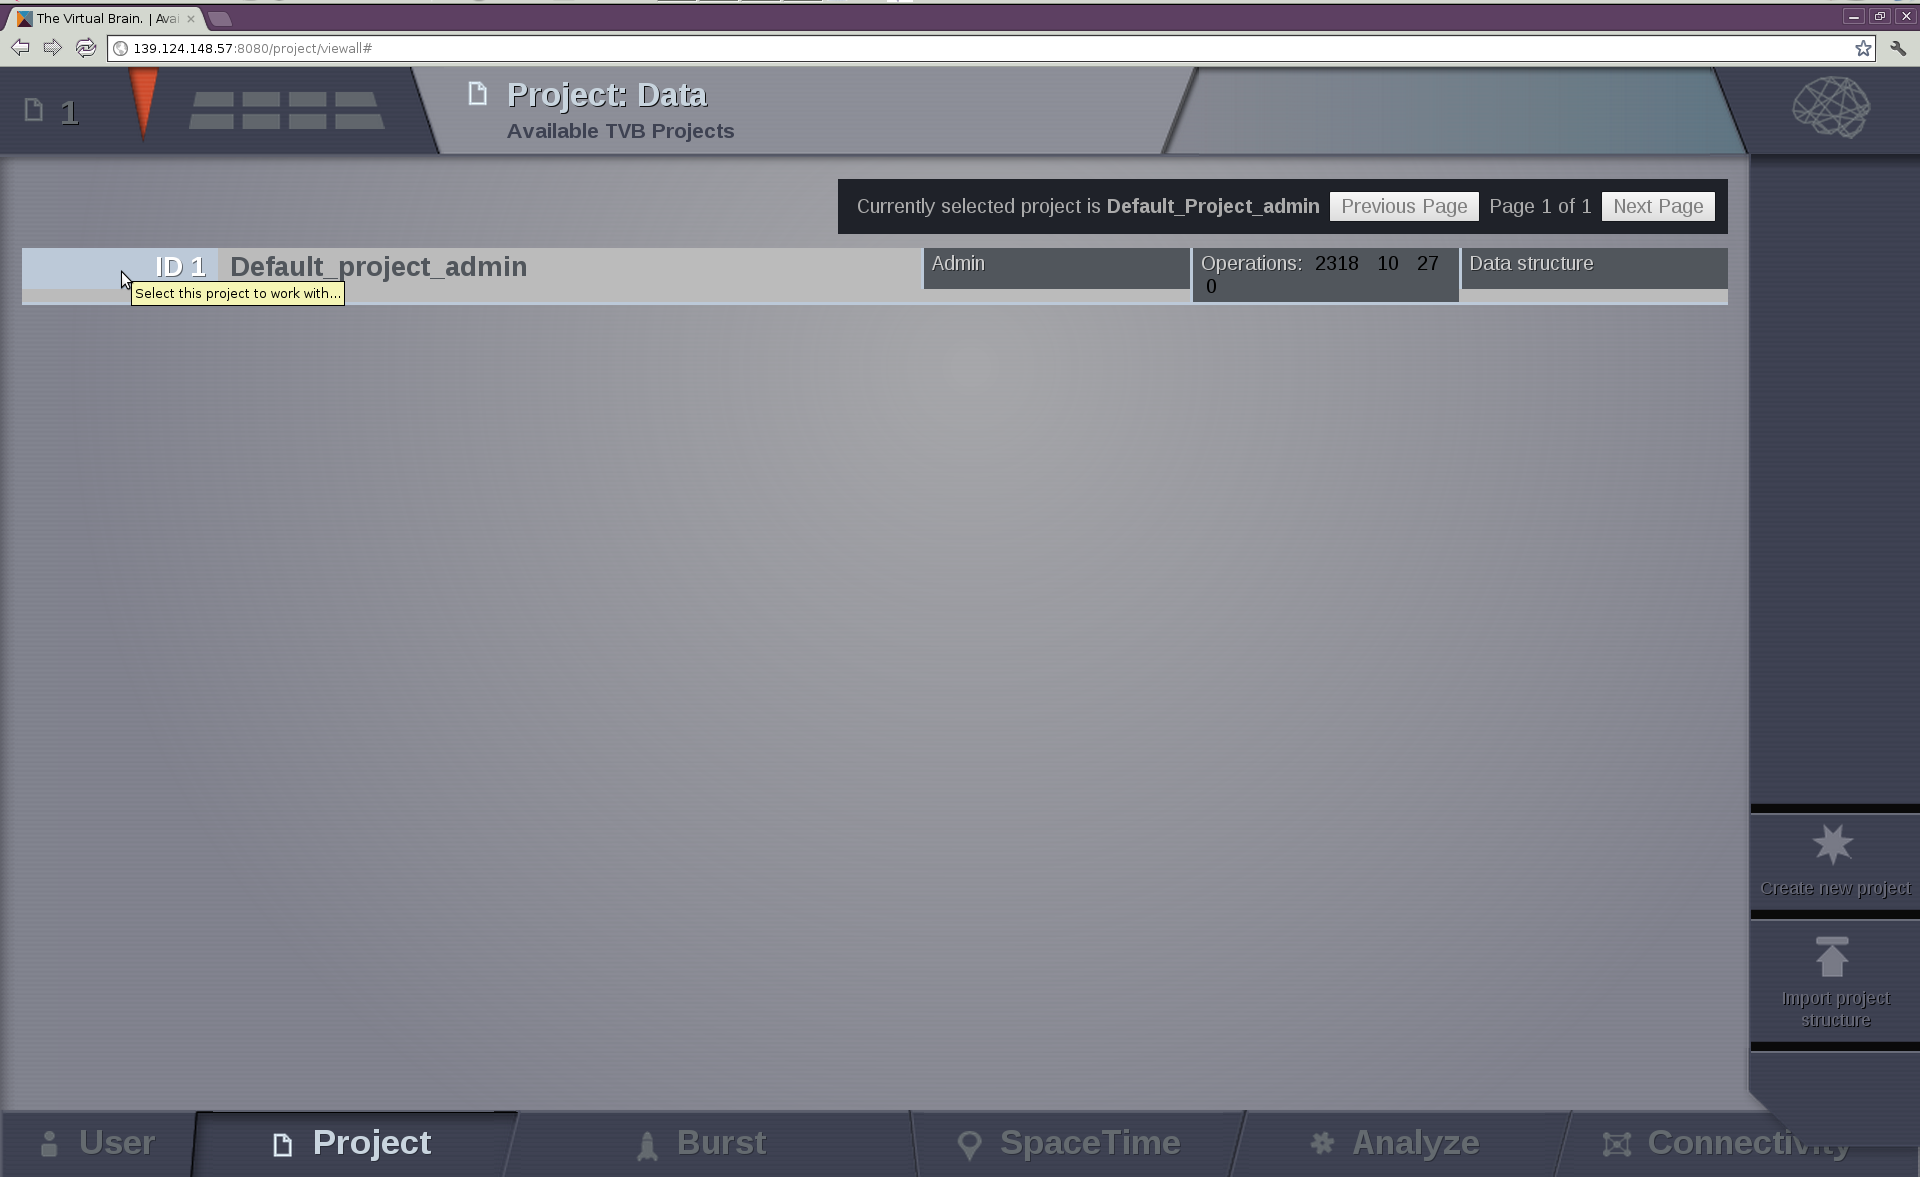 The Virtual Brain. | Avai
139.124.148.57:8080/project/viewall#
1
Project: Data
Available TVB Projects
Currently selected project is Default_Project_admin Previous Page Page 1 of 1 Next Page
ID 1 Default_project_admin Admin Operations: 2318 10 27 Data structure
0
Select this project to work with...
Create new project
Import project
structure
User Project Burst SpaceTime Analyze Connectivity